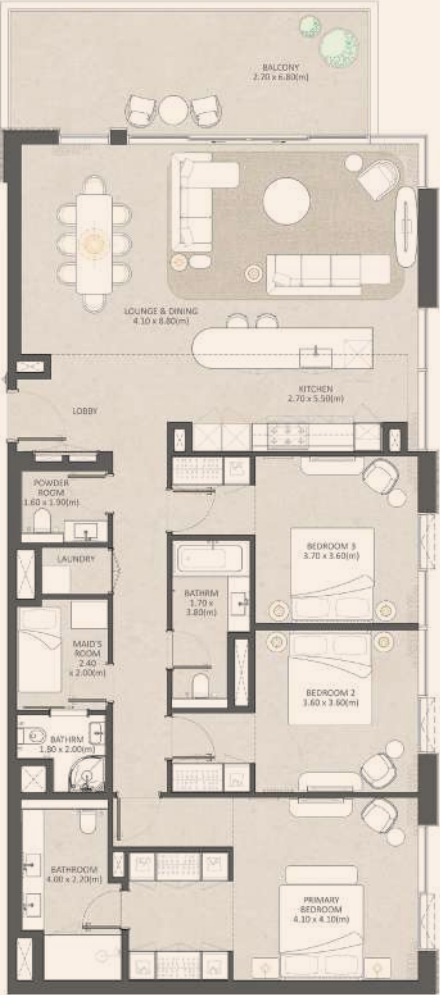 BALCONY
2.70 x 6.80(m)
LOUNGE & DINING
4.10 x 8.80(m)
KITCHEN
2.70 x 5.50(m)
LOBBY
POWDER
ROOM
1.60 x 1.90(m)
LAUNDRY
BEDROOM 3
3.70 x 3.60(m)
BATHRM
1.70 x
3.80(m)
MAID'S
ROOM
2.40
x 2.00(m)
BEDROOM 2
3.60 x 3.60(m)
BATHRM
1.80 x 2.00(m)
BATHROOM
4.00 x 2.20(m)
PRIMARY
BEDROOM
4.10 x 4.10(m)